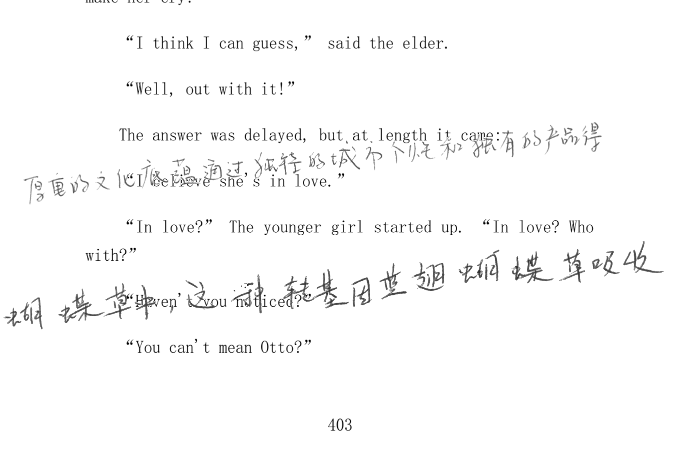 make her cry.
“I think I can guess,” said the elder.
“Well, out with it!”
The answer was delayed, but at length it came:
厚重的文化底蕴通过独特的城市个性和独有的产品得
“I believe she's in love.”
“In love?” The younger girl started up. “In love? Who
with?”
蝴蝶草中,这种转基因蓝翅蝴蝶草吸收
“Haven't you noticed?”
“You can't mean Otto?”
403